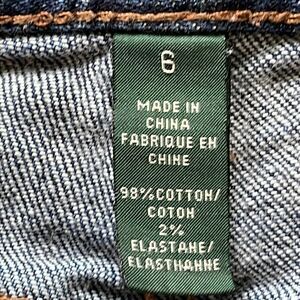 6
MADE IN
CHINA
FABRIQUE EN
CHINE
98% COTTON/
COTON
2%
ELASTANE/
ELASTHANNE